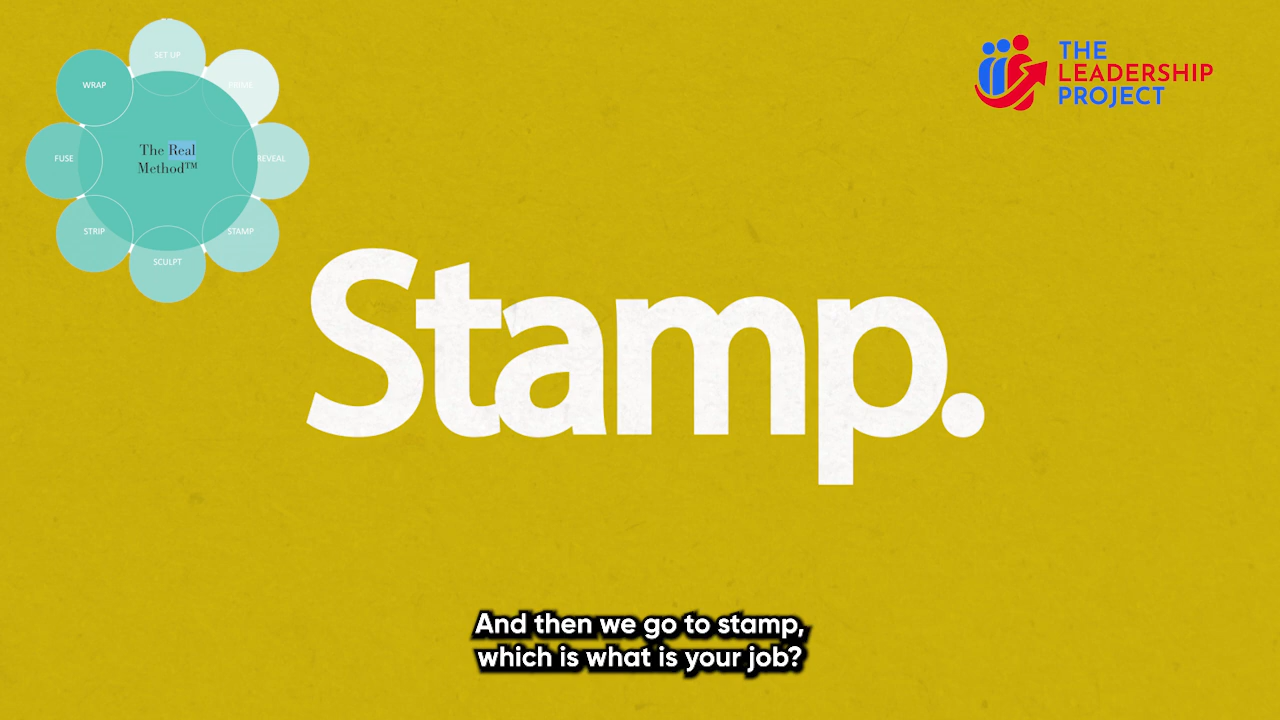 SET UP
WRAP
PRIME
FUSE
The Real
Method™
REVEAL
STRIP
STAMP
SCULPT
THE
LEADERSHIP
PROJECT
Stamp.
And then we go to stamp,
which is what is your job?